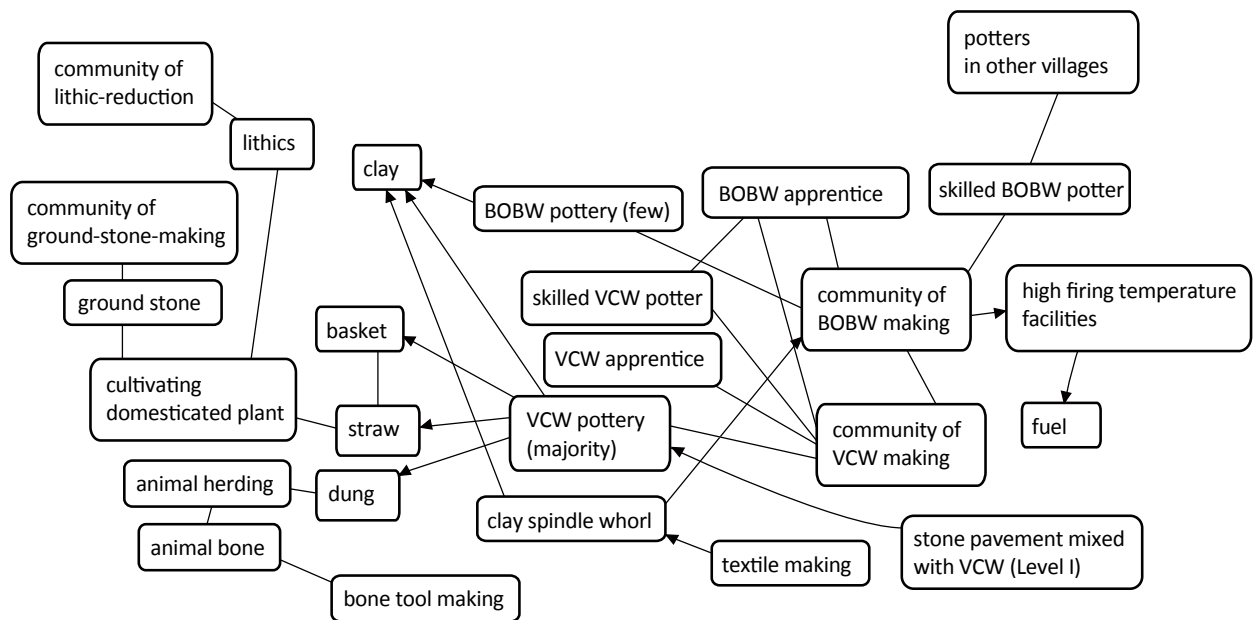 community of
lithic-reduction
potters
in other villages
lithics
clay
BOBW apprentice
skilled BOBW potter
community of
ground-stone-making
BOBW pottery (few)
ground stone
skilled VCW potter
community of
BOBW making
high firing temperature
facilities
basket
VCW apprentice
cultivating
domesticated plant
straw
VCW pottery
(majority)
community of
VCW making
fuel
animal herding
dung
clay spindle whorl
animal bone
textile making
stone pavement mixed
with VCW (Level I)
bone tool making